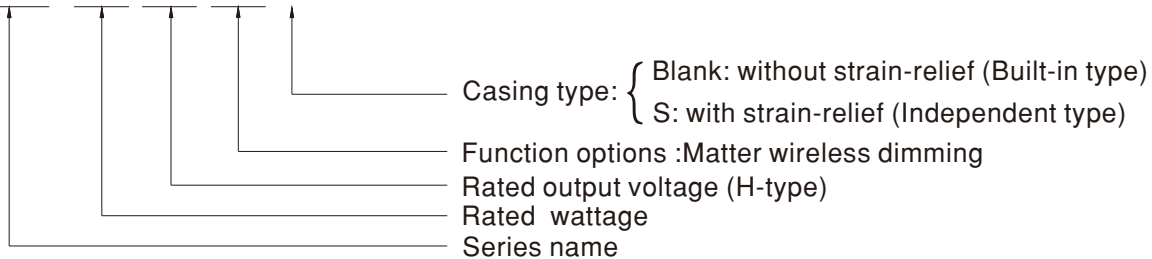 Casing type: { Blank: without strain-relief (Built-in type)
S: with strain-relief (Independent type)
Function options :Matter wireless dimming
Rated output voltage (H-type)
Rated wattage
Series name